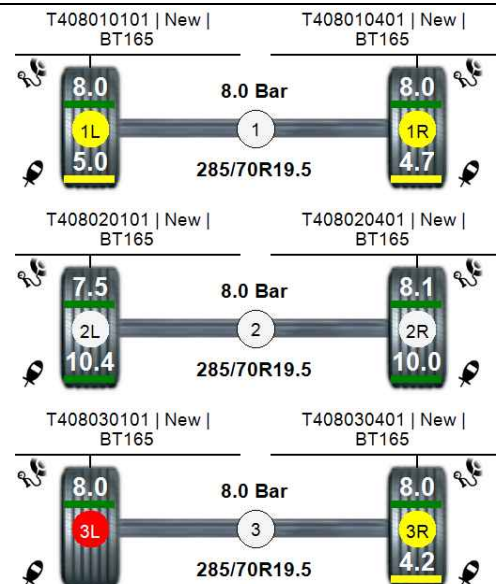 T408010101 | New |
BT165
T408010401 | New |
BT165
8.0
8.0 Bar
8.0
1L
1
1R
5.0
285/70R19.5
4.7
T408020101 | New |
BT165
T408020401 | New |
BT165
7.5
8.0 Bar
8.1
2L
2
2R
10.4
285/70R19.5
10.0
T408030101 | New |
BT165
T408030401 | New |
BT165
8.0
8.0 Bar
8.0
3L
3
3R
285/70R19.5
4.2